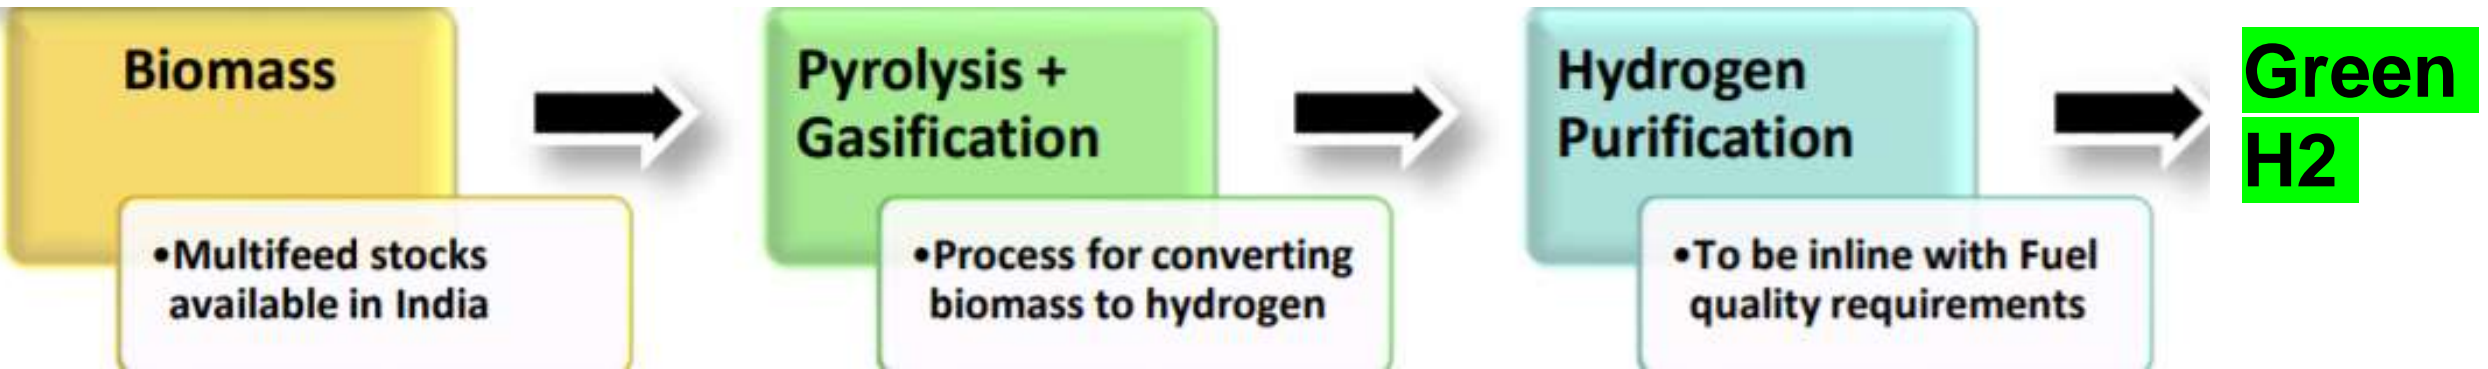 Biomass
•Multifeed stocks
available in India
Pyrolysis +
Gasification
•Process for converting
biomass to hydrogen
Hydrogen
Purification
•To be inline with Fuel
quality requirements
Green
H2